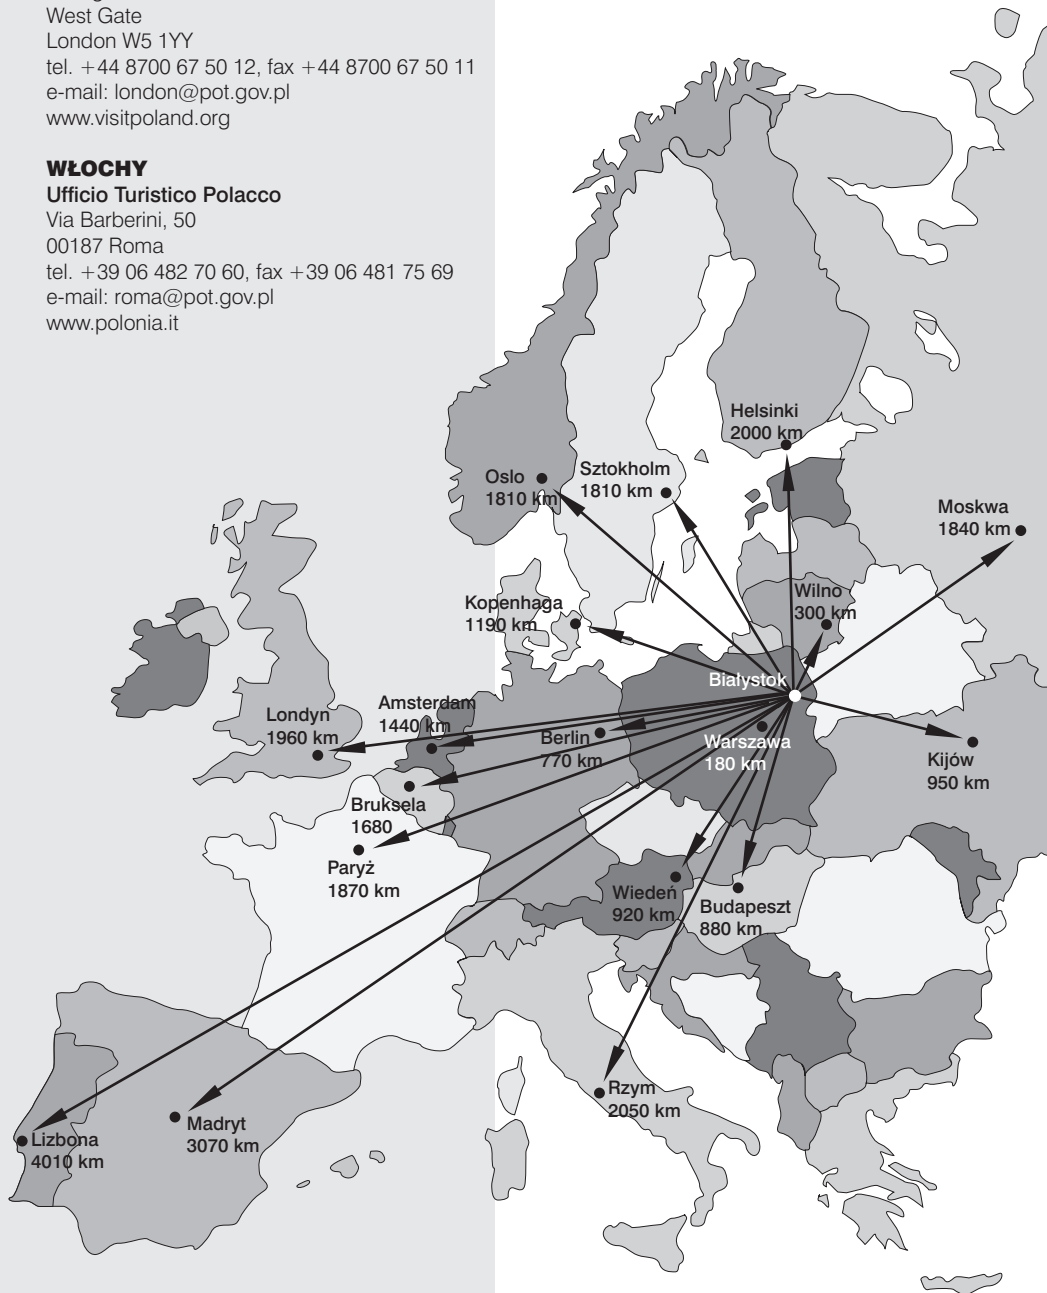 West Gate
London W5 1YY
tel. +44 8700 67 50 12, fax +44 8700 67 50 11
e-mail: london@pot.gov.pl
www.visitpoland.org
WŁOCHY
Ufficio Turistico Polacco
Via Barberini, 50
00187 Roma
tel. +39 06 482 70 60, fax +39 06 481 75 69
e-mail: roma@pot.gov.pl
www.polonia.it
Helsinki
2000 km
Oslo
1810 km
Sztokholm
1810 km
Moskwa
1840 km
Kopenhaga
1190 km
Wilno
300 km
Białystok
Amsterdam
1440 km
Londyn
1960 km
Berlin
770 km
Warszawa
180 km
Kijów
950 km
Bruksela
1680
Paryż
1870 km
Wiedeń
920 km
Budapeszt
880 km
Rzym
2050 km
Madryt
3070 km
Lizbona
4010 km